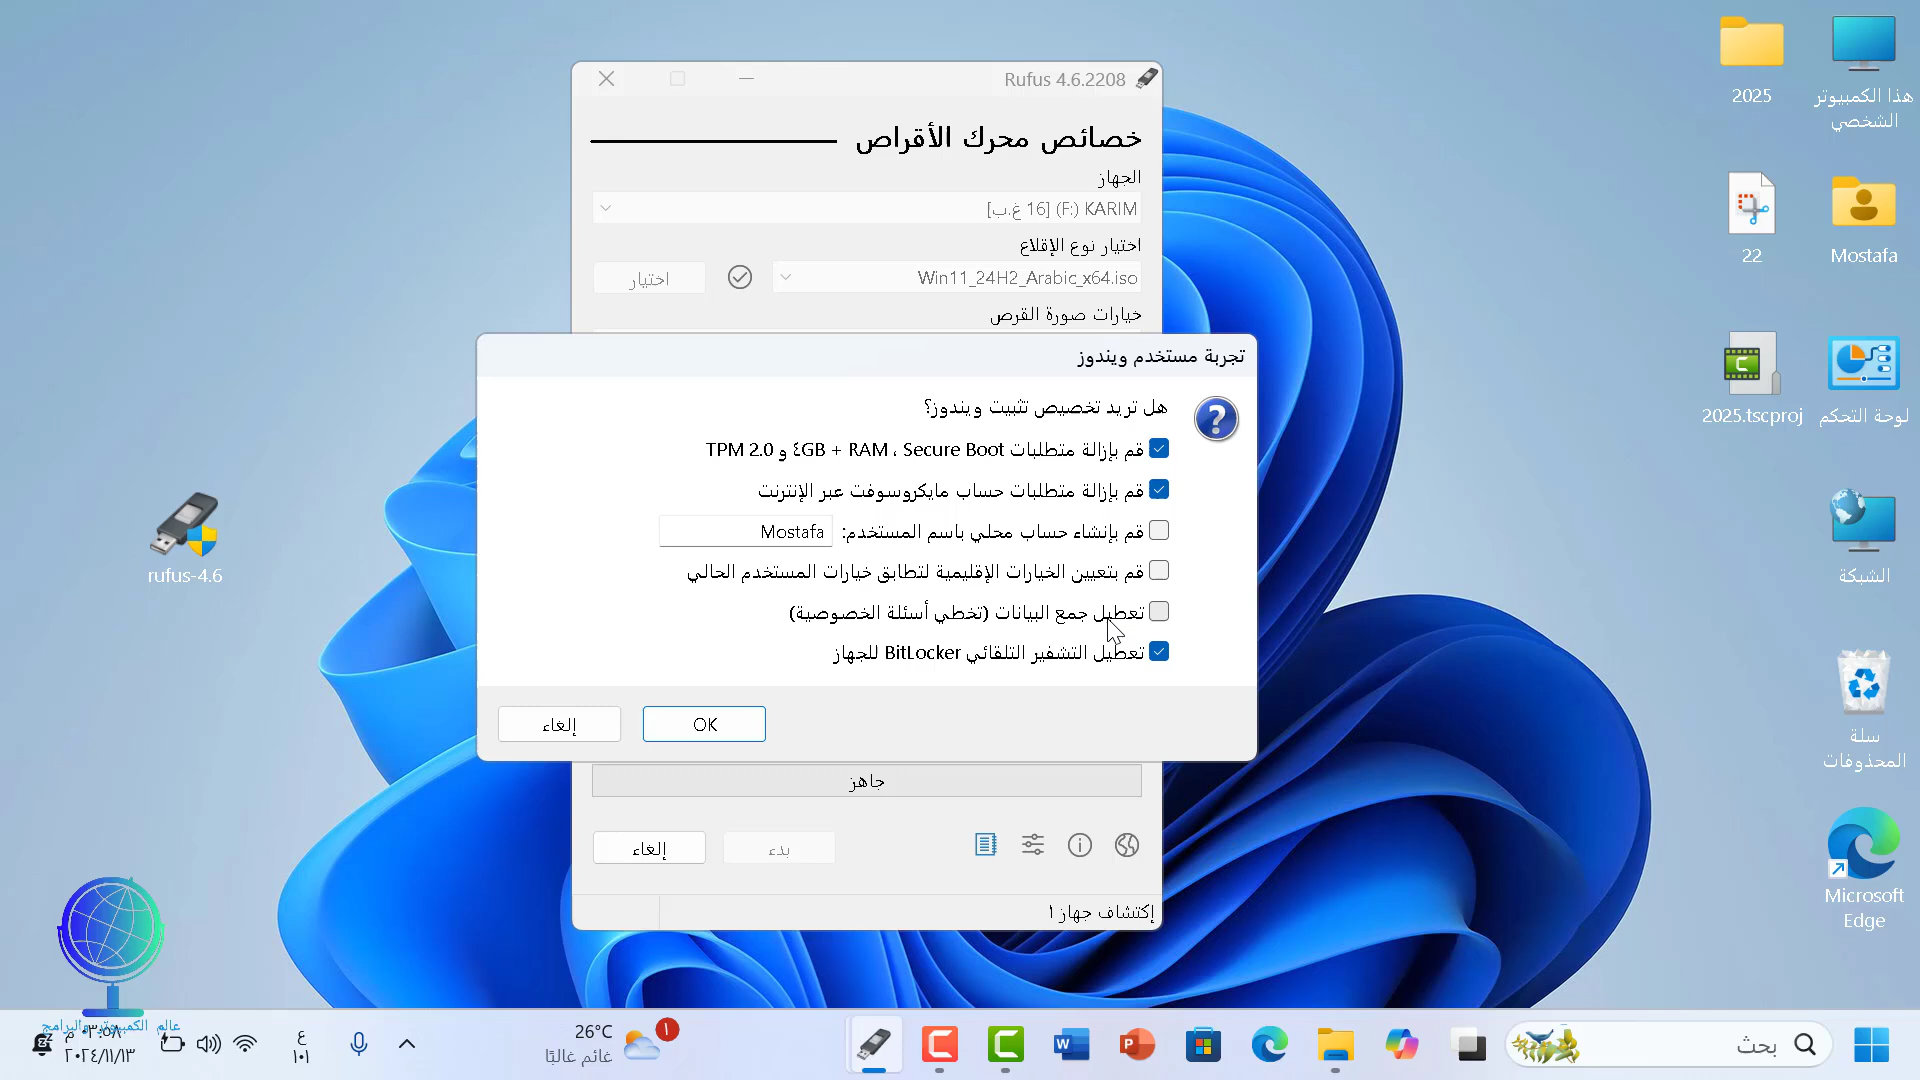 Rufus 4.6.2208
خصائص محرك الأقراص
الجهاز
KARIM (F:) [16 غ.ب]
اختيار نوع الإقلاع
Win11_24H2_Arabic_x64.iso
اختيار
خيارات صورة القرص
تجربة مستخدم ويندوز
هل تريد تخصيص تثبيت ويندوز؟
قم بإزالة متطلبات ٤GB + RAM ، Secure Boot و TPM 2.0
قم بإزالة متطلبات حساب مايكروسوفت عبر الإنترنت
قم بإنشاء حساب محلي باسم المستخدم: Mostafa
قم بتعيين الخيارات الإقليمية لتطابق خيارات المستخدم الحالي
تعطيل جمع البيانات (تخطي أسئلة الخصوصية)
تعطيل التشفير التلقائي BitLocker للجهاز
OK
إلغاء
جاهز
بدء
إلغاء
إكتشاف جهاز ١
هذا الكمبيوتر
الشخصي
2025
Mostafa
22
لوحة التحكم
2025.tscproj
الشبكة
سلة
المحذوفات
Microsoft
Edge
rufus-4.6
عالم الكمبيوتر والبرامج
بحث
١
26°C
غائم غالبًا
ع
١٠١
٠٣:٥٨ م
٢٠٢٤/١١/١٣